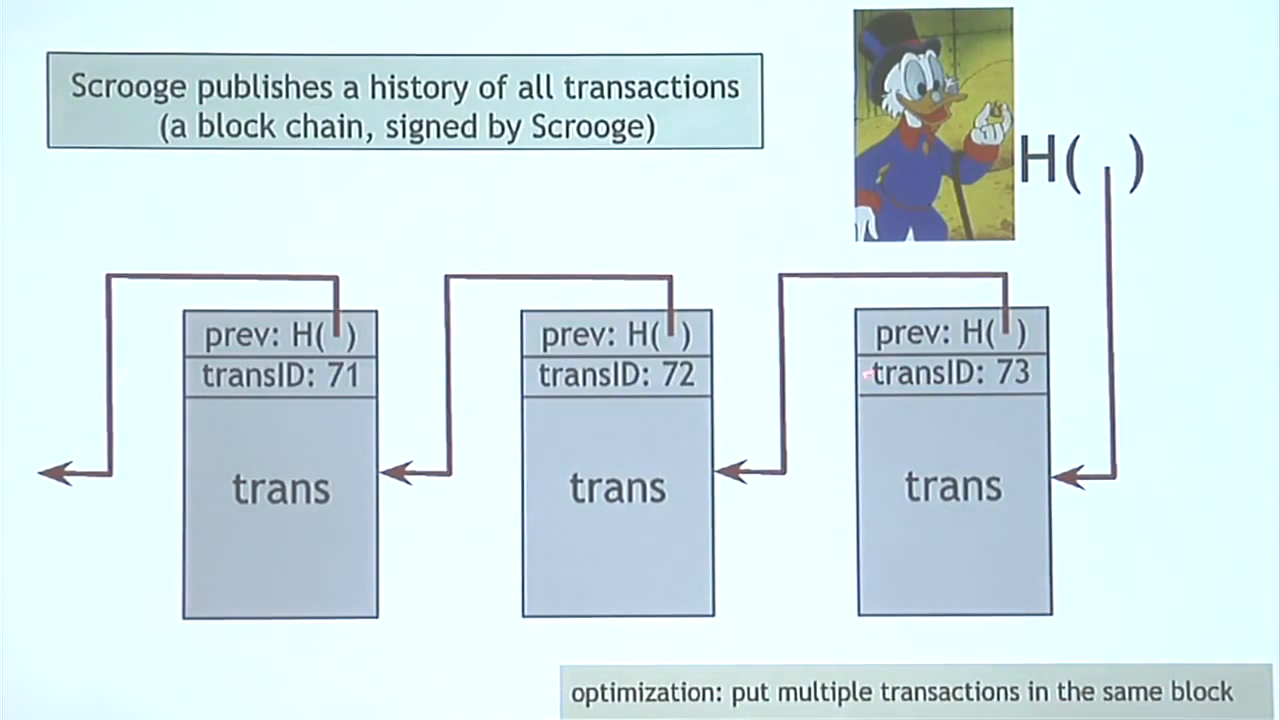 Scrooge publishes a history of all transactions
(a block chain, signed by Scrooge)
H( )
prev: H( )
transID: 71
trans
prev: H( )
transID: 72
trans
prev: H( )
transID: 73
trans
optimization: put multiple transactions in the same block